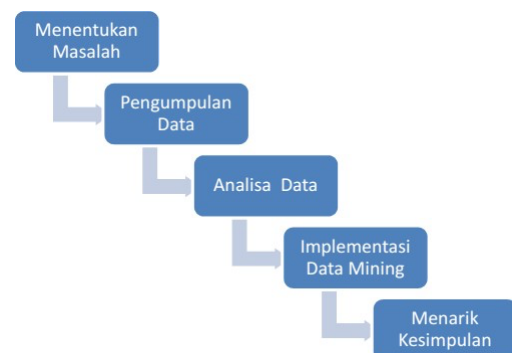 Menentukan
Masalah
Pengumpulan
Data
Analisa Data
Implementasi
Data Mining
Menarik
Kesimpulan